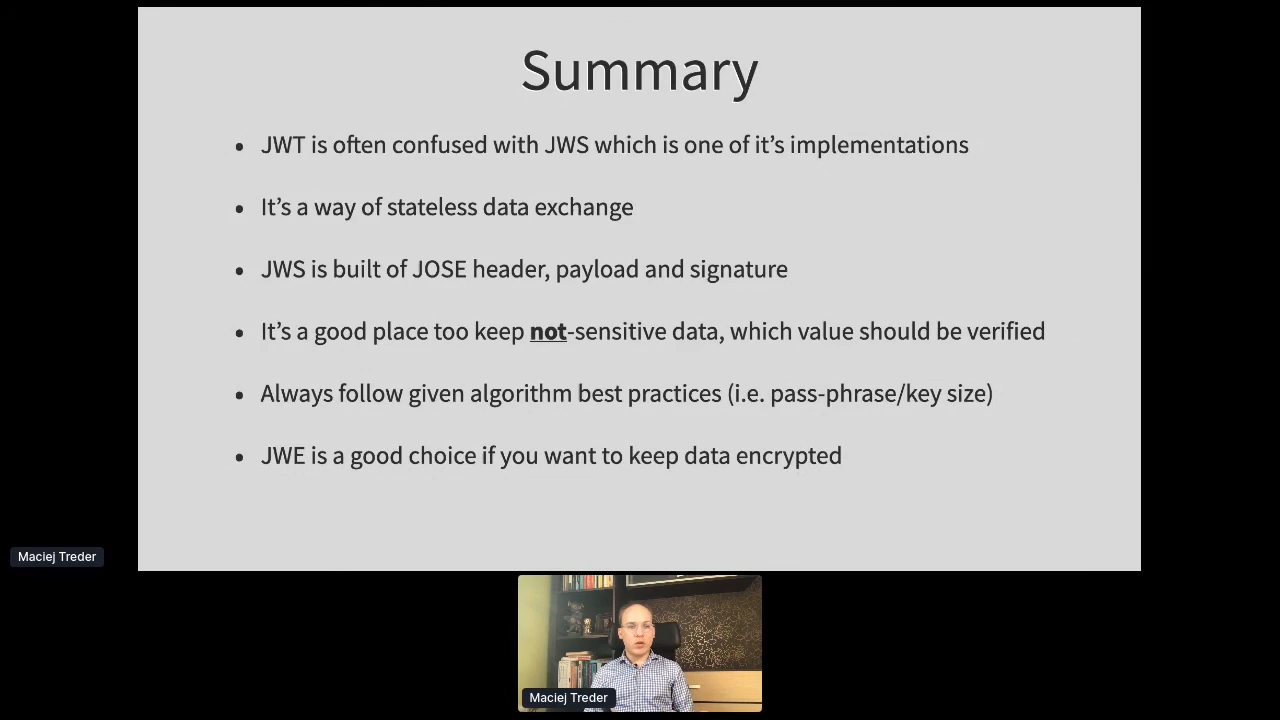 Summary
• JWT is often confused with JWS which is one of it’s implementations
• It’s a way of stateless data exchange
• JWS is built of JOSE header, payload and signature
• It’s a good place too keep not-sensitive data, which value should be verified
• Always follow given algorithm best practices (i.e. pass-phrase/key size)
• JWE is a good choice if you want to keep data encrypted
Maciej Treder
Maciej Treder